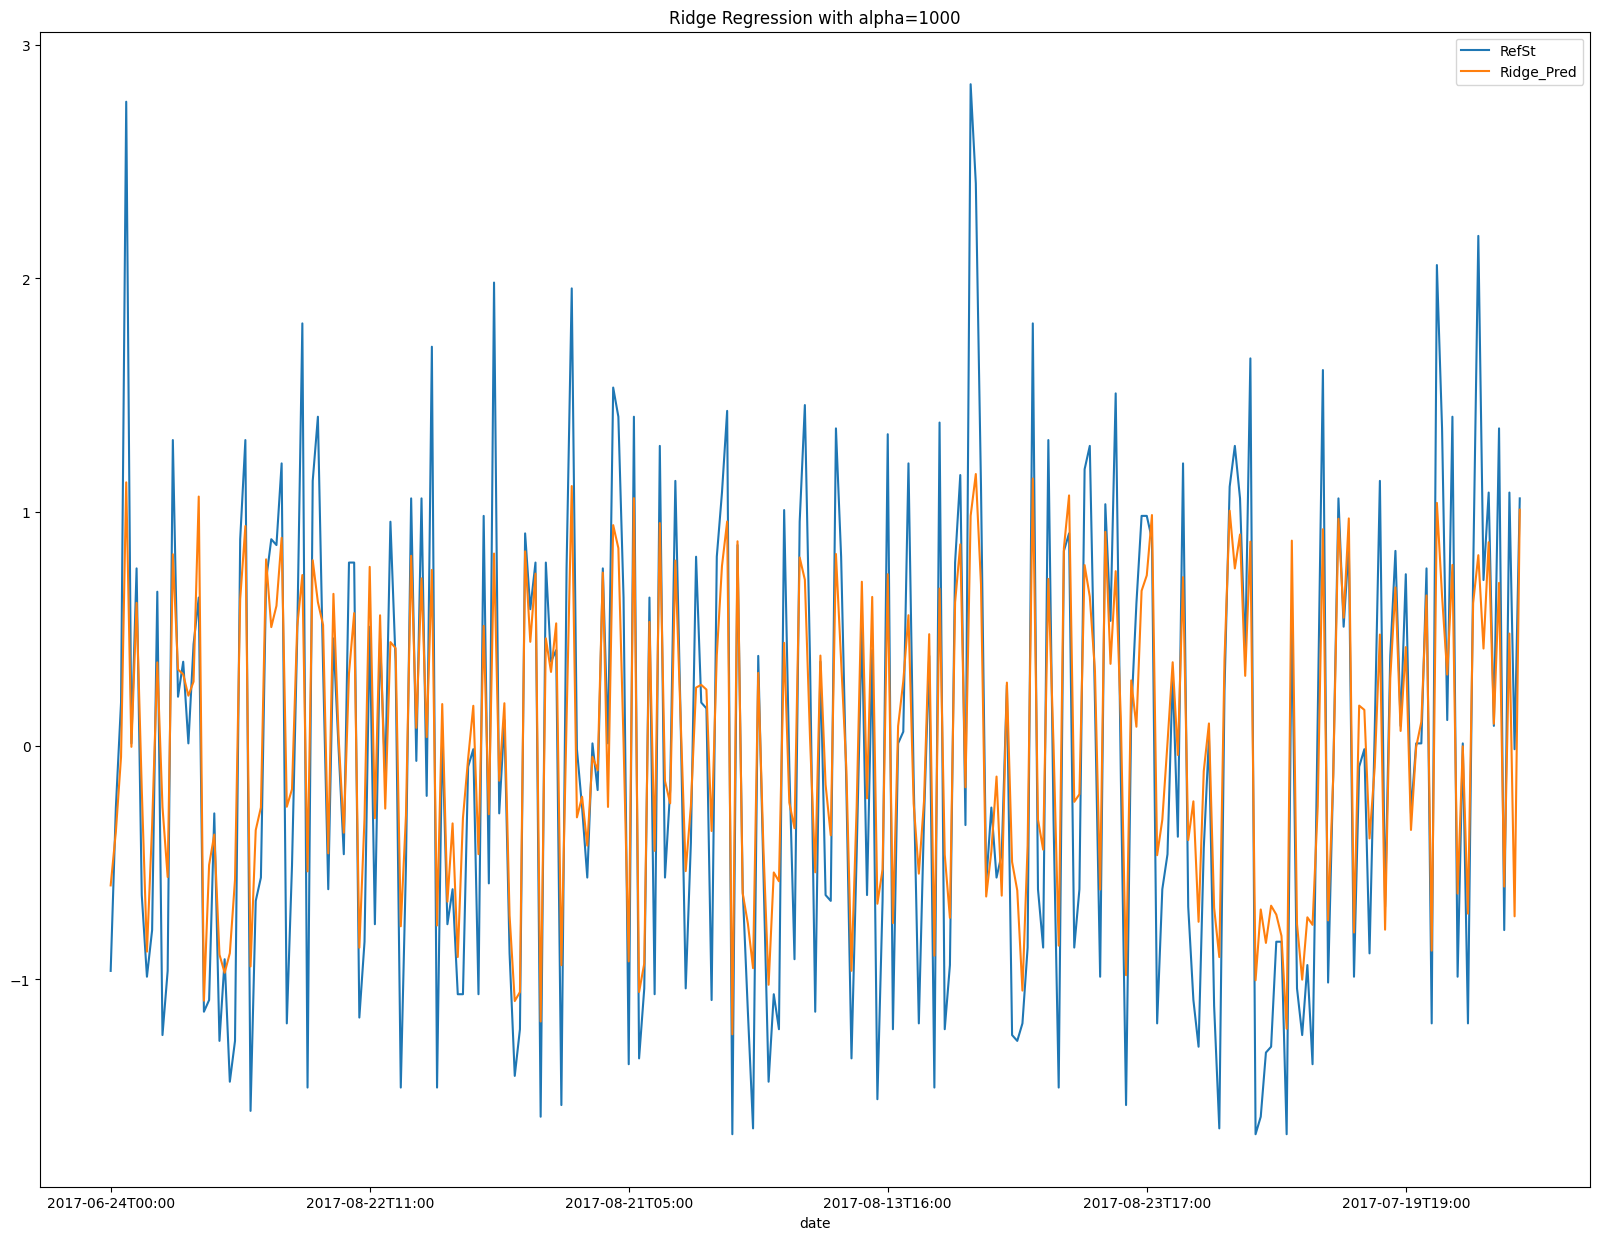 Ridge Regression with alpha=1000
RefSt
Ridge_Pred
3
2
1
0
−1
2017-06-24T00:00
2017-08-22T11:00
2017-08-21T05:00
2017-08-13T16:00
2017-08-23T17:00
2017-07-19T19:00
date